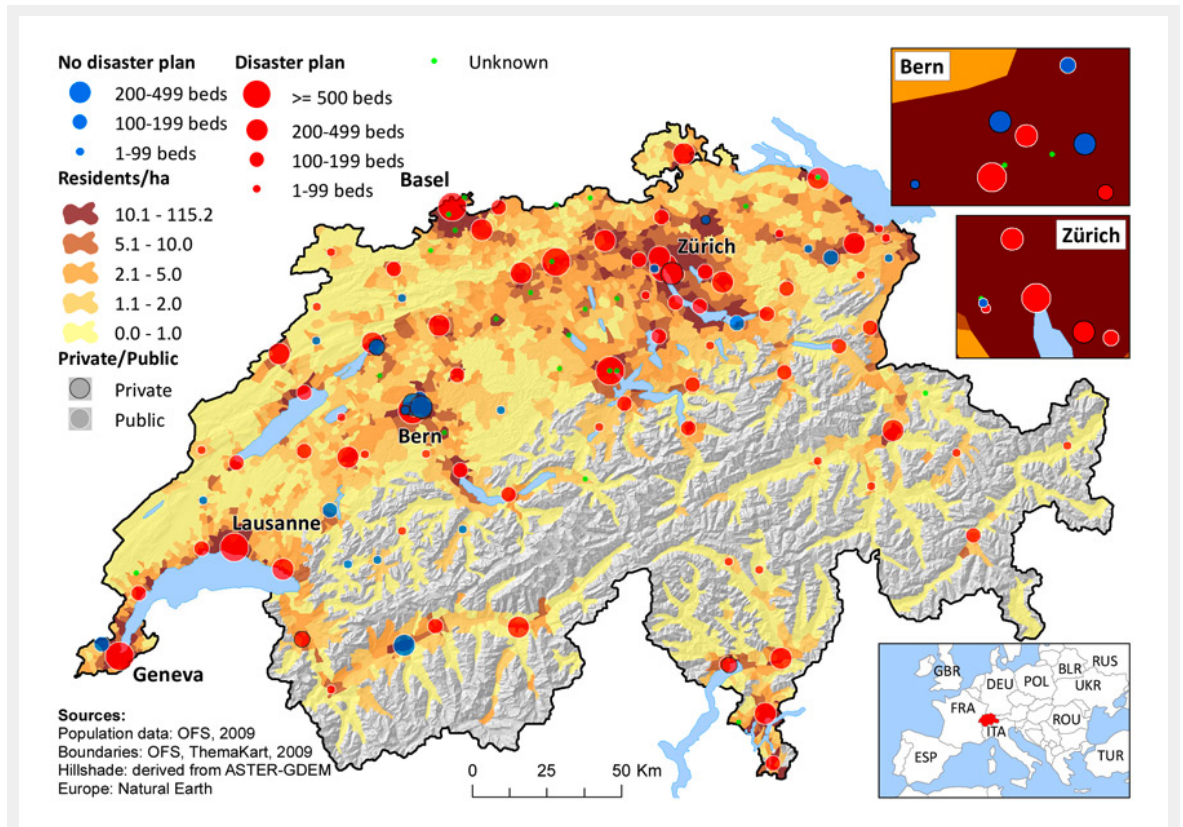 No disaster plan
200-499 beds
100-199 beds
1-99 beds
Disaster plan
>= 500 beds
200-499 beds
100-199 beds
1-99 beds
Unknown
Residents/ha
10.1 - 115.2
5.1 - 10.0
2.1 - 5.0
1.1 - 2.0
0.0 - 1.0
Private/Public
Private
Public
Basel
Zürich
Bern
Lausanne
Geneva
Bern
Zürich
GBR
BLR
RUS
DEU
POL
UKR
FRA
ROU
ITA
ESP
TUR
Sources:
Population data: OFS, 2009
Boundaries: OFS, ThemaKart, 2009
Hillshade: derived from ASTER-GDEM
Europe: Natural Earth
0 25 50 Km